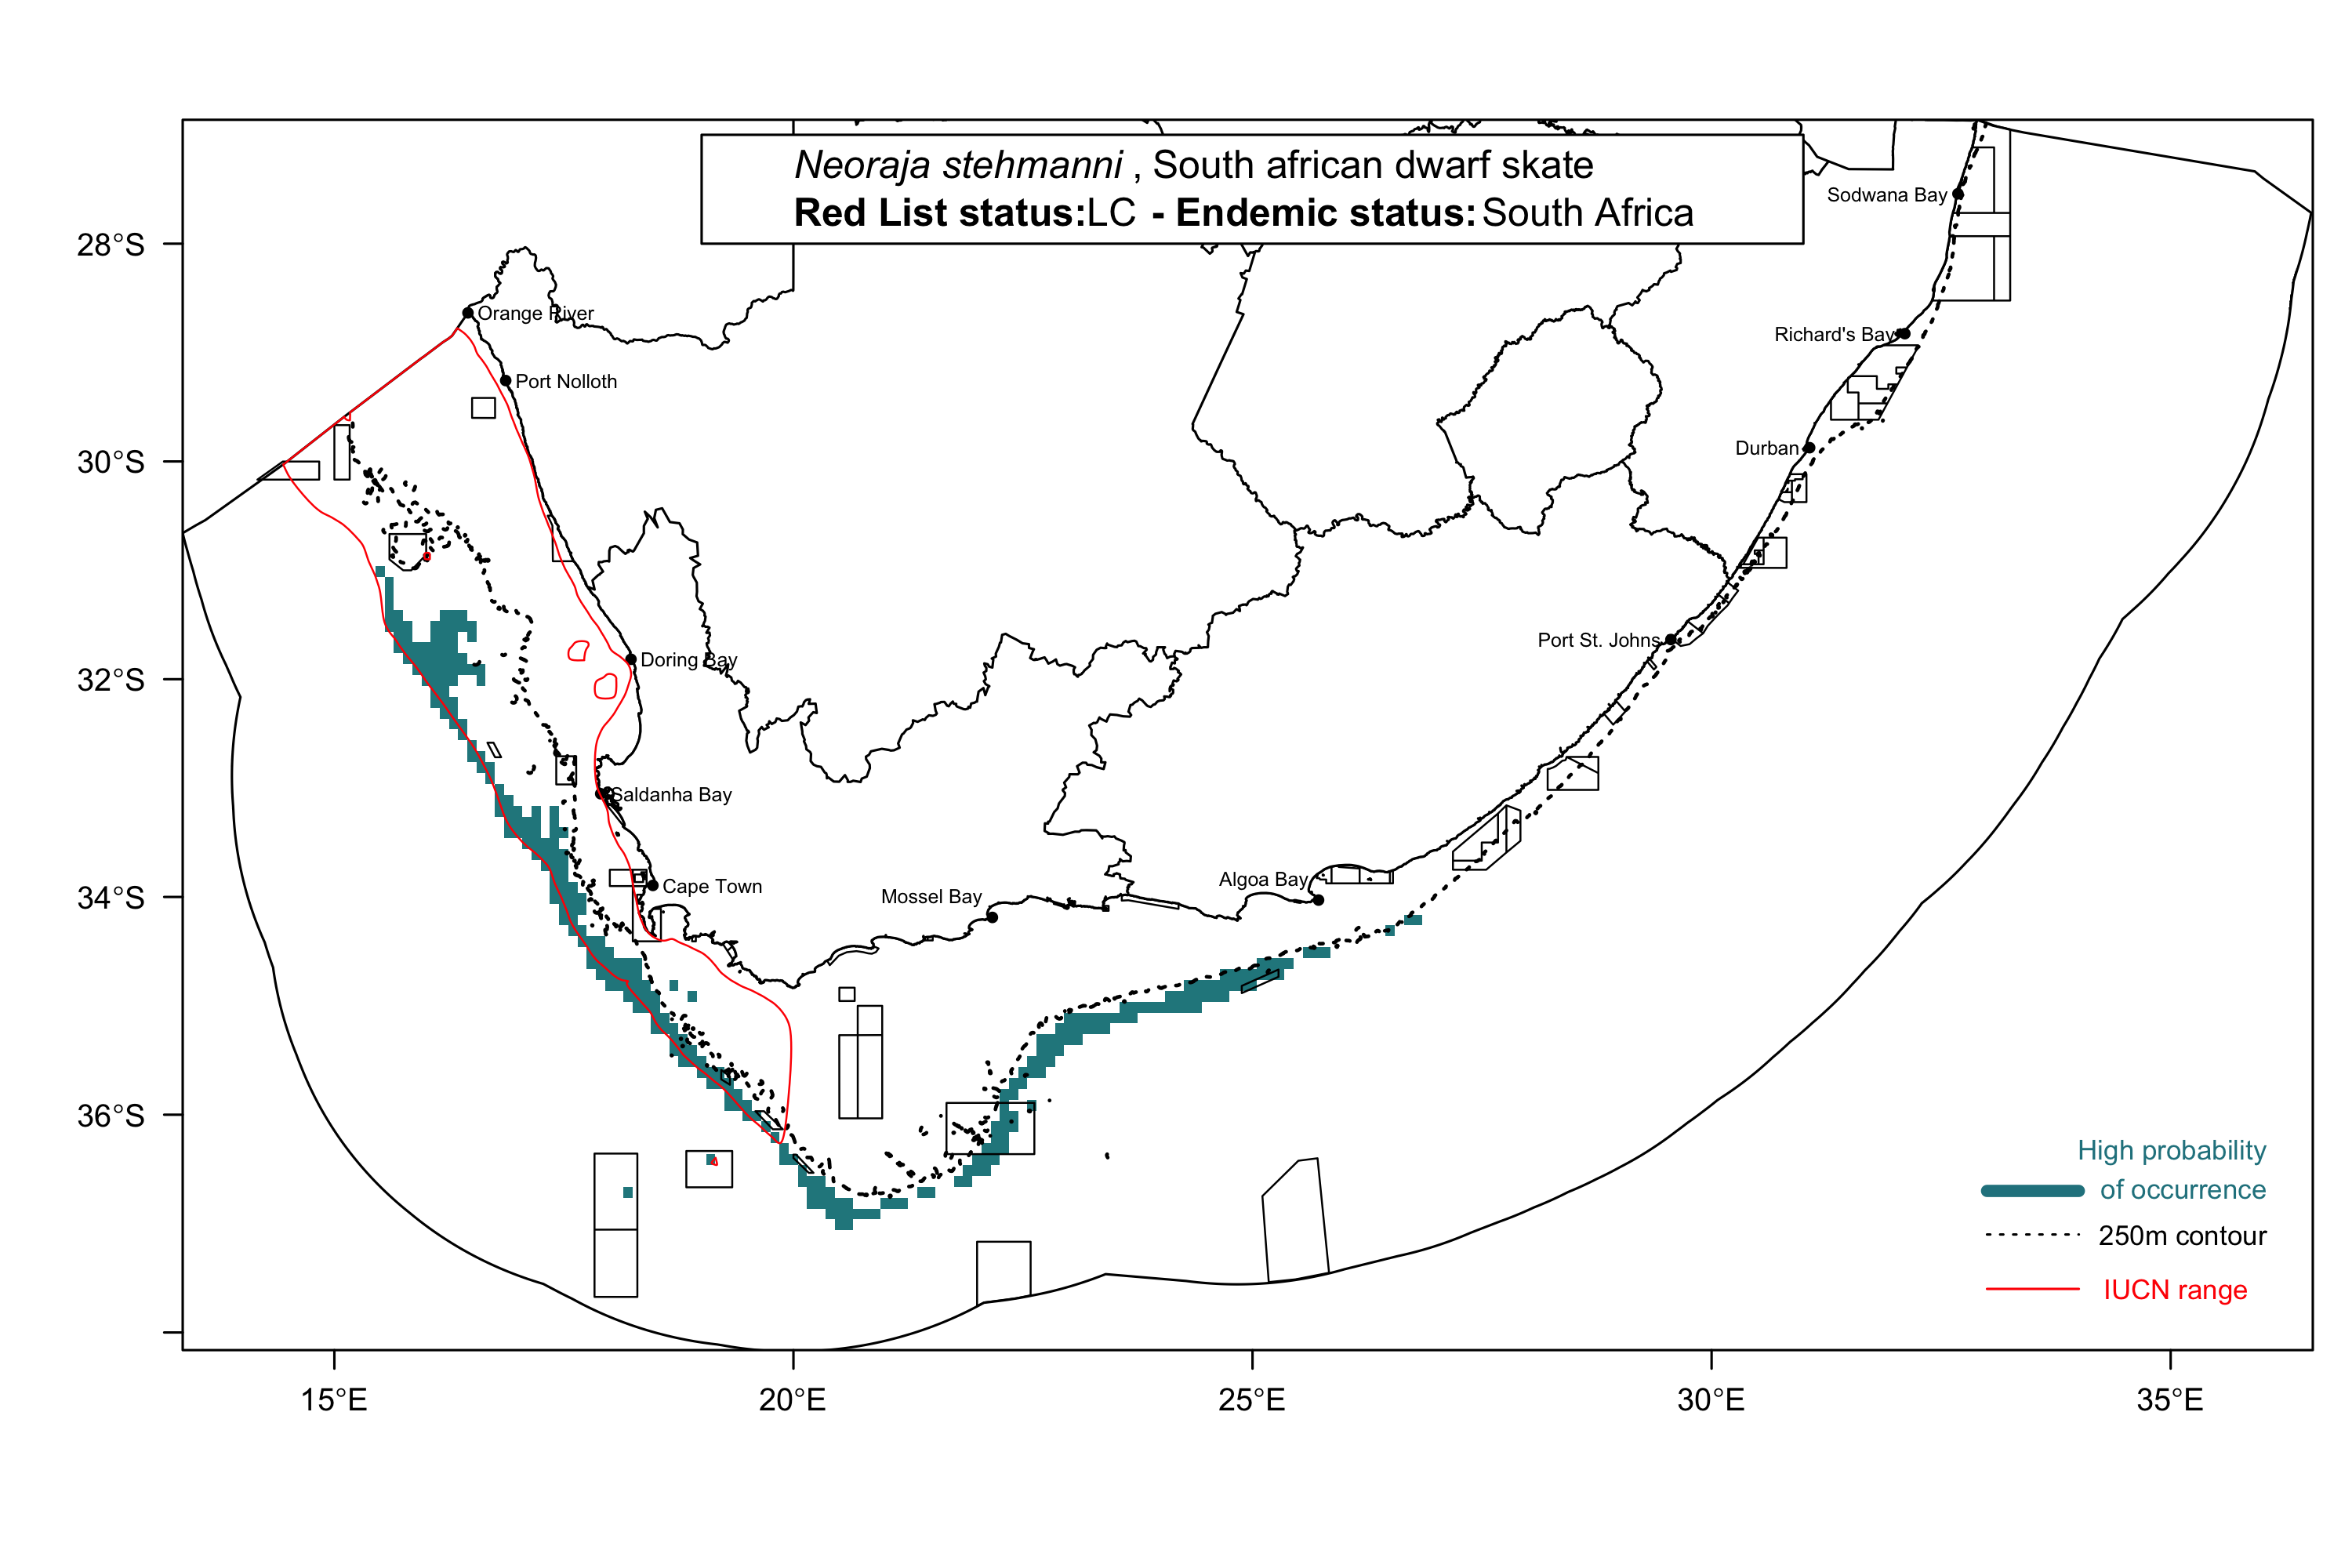 Neoraja stehmanni , South african dwarf skate
Red List status:LC - Endemic status: South Africa
Sodwana Bay
28°S
Orange River
Richard's Bay
Port Nolloth
Durban
30°S
Port St. Johns
Doring Bay
32°S
Saldanha Bay
Algoa Bay
Cape Town
Mossel Bay
34°S
36°S
High probability
of occurrence
250m contour
IUCN range
15°E
20°E
25°E
30°E
35°E